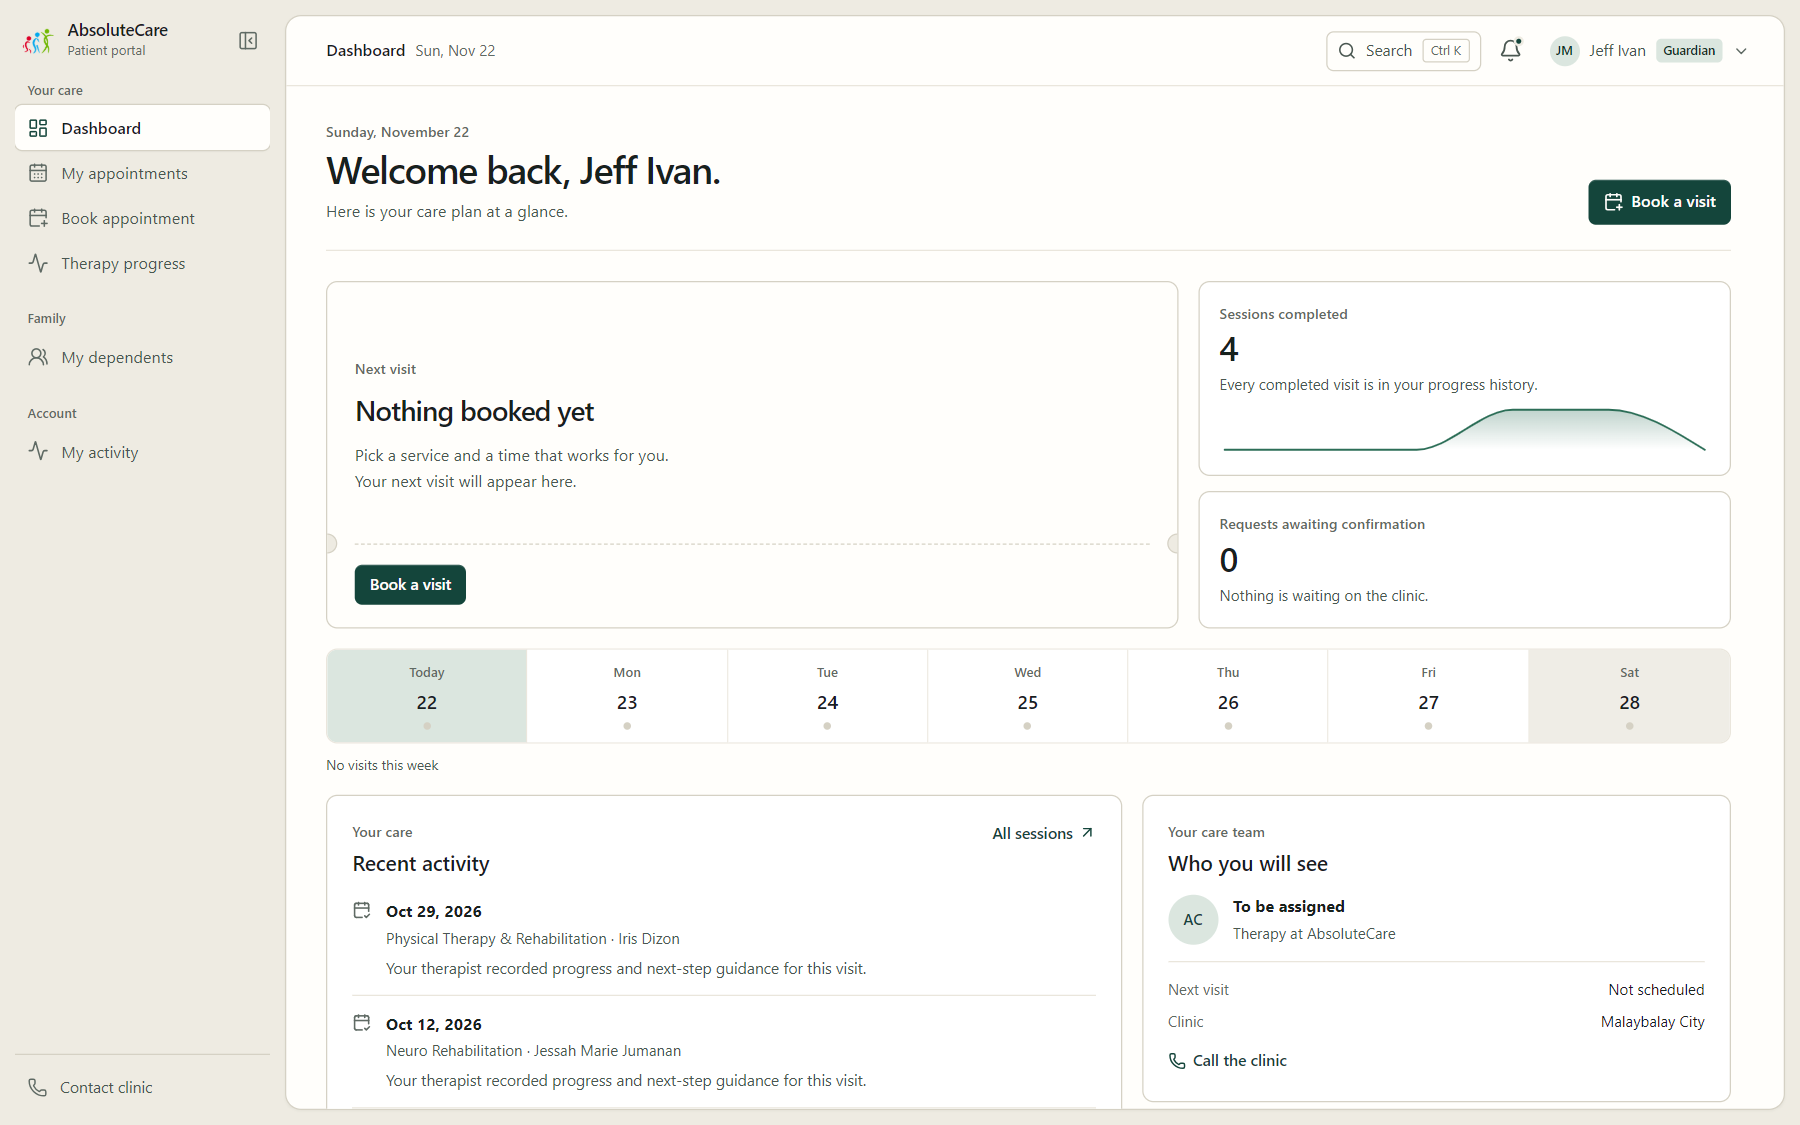 AbsoluteCare
Patient portal
Your care
Dashboard
My appointments
Book appointment
Therapy progress
Family
My dependents
Account
My activity
Contact clinic
Dashboard Sun, Nov 22
Search Ctrl K
JM Jeff Ivan Guardian
Sunday, November 22
Welcome back, Jeff Ivan.
Here is your care plan at a glance.
Book a visit
Next visit
Nothing booked yet
Pick a service and a time that works for you.
Your next visit will appear here.
Book a visit
Sessions completed
4
Every completed visit is in your progress history.
Requests awaiting confirmation
0
Nothing is waiting on the clinic.
Today Mon Tue Wed Thu Fri Sat
22 23 24 25 26 27 28
No visits this week
Your care
All sessions
Recent activity
Oct 29, 2026
Physical Therapy & Rehabilitation · Iris Dizon
Your therapist recorded progress and next-step guidance for this visit.
Oct 12, 2026
Neuro Rehabilitation · Jessah Marie Jumanan
Your therapist recorded progress and next-step guidance for this visit.
Your care team
Who you will see
AC
To be assigned
Therapy at AbsoluteCare
Next visit Not scheduled
Clinic Malaybalay City
Call the clinic